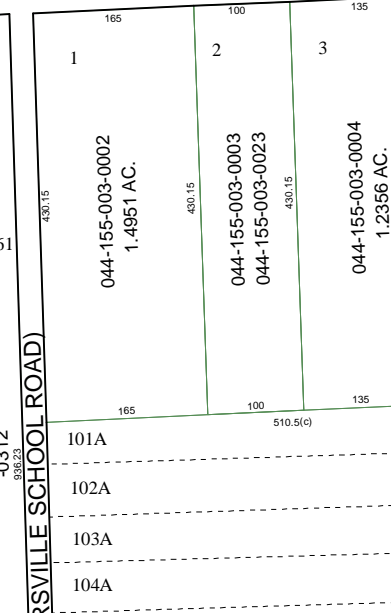 165
100
135
1
2
3
430.15
044-155-003-0002
1.4951 AC.
430.15
044-155-003-0003
044-155-003-0023
430.15
044-155-003-0004
1.2356 AC.
61
165
100
135
510.5(c)
-0312
936.23
RSVILLE SCHOOL ROAD)
101A
102A
103A
104A